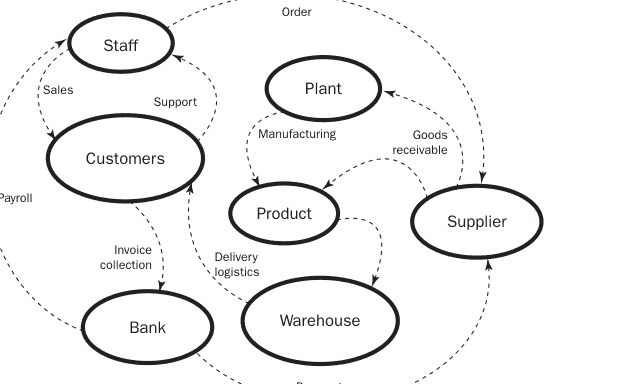 Order
Staff
Sales
Support
Plant
Manufacturing
Goods
receivable
Customers
Payroll
Product
Supplier
Invoice
collection
Delivery
logistics
Bank
Warehouse